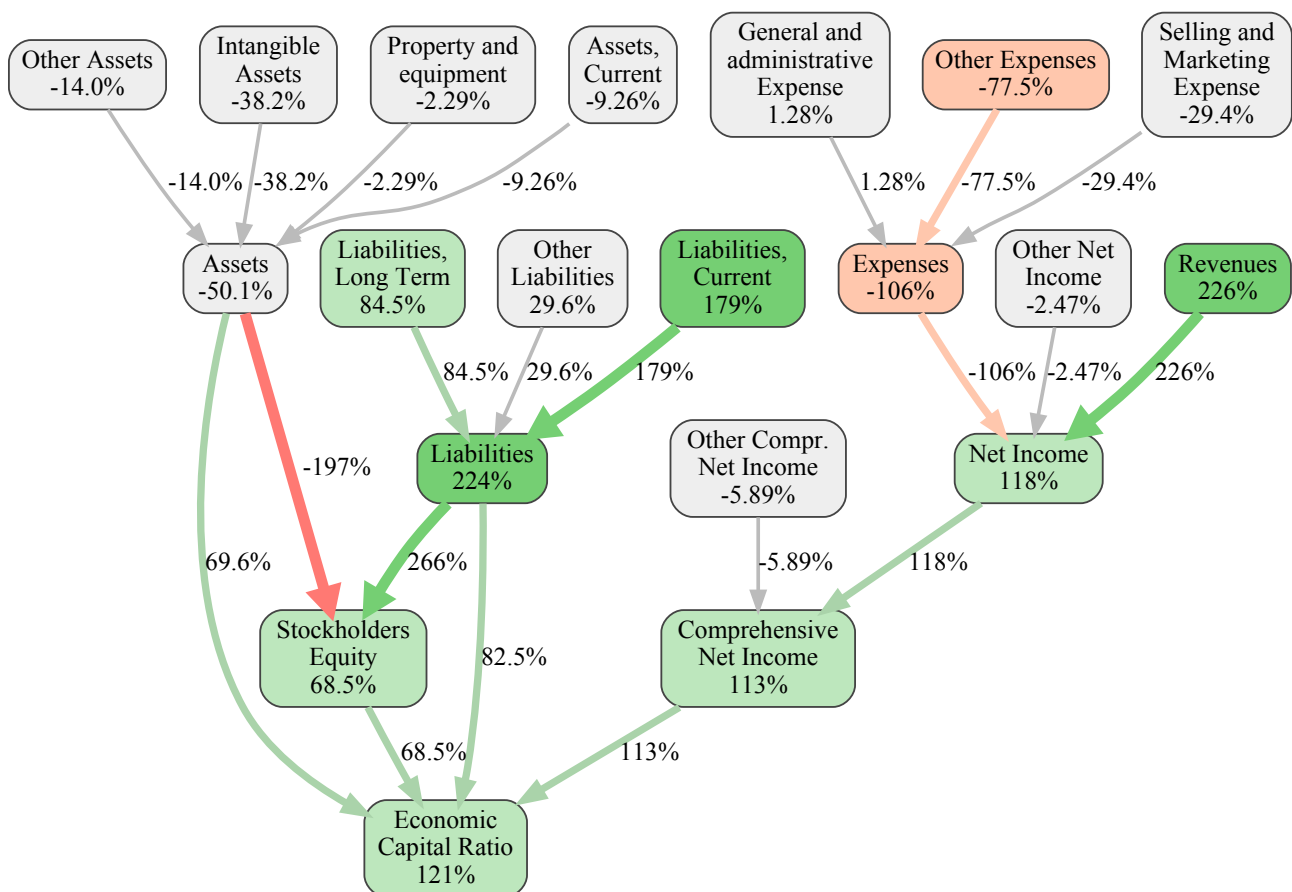 Other Assets
-14.0%
Intangible
Assets
-38.2%
Property and
equipment
-2.29%
Assets,
Current
-9.26%
General and
administrative
Expense
1.28%
Other Expenses
-77.5%
Selling and
Marketing
Expense
-29.4%
-14.0%
-38.2%
-2.29%
-9.26%
1.28%
-77.5%
-29.4%
Assets
-50.1%
Liabilities,
Long Term
84.5%
Other
Liabilities
29.6%
Liabilities,
Current
179%
Expenses
-106%
Other Net
Income
-2.47%
Revenues
226%
84.5%
29.6%
179%
-106%
-2.47%
226%
-197%
Liabilities
224%
Other Compr.
Net Income
-5.89%
Net Income
118%
69.6%
266%
-5.89%
118%
Stockholders
Equity
68.5%
82.5%
Comprehensive
Net Income
113%
68.5%
113%
Economic
Capital Ratio
121%